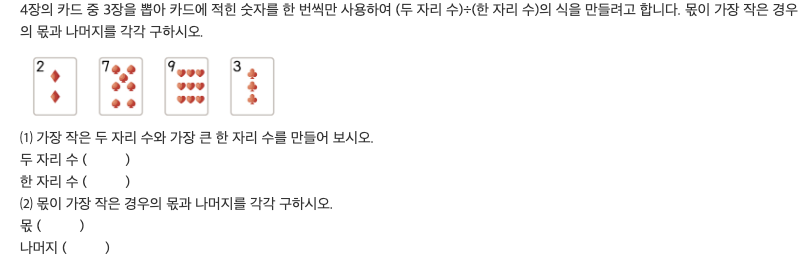 4장의 카드 중 3장을 뽑아 카드에 적힌 숫자를 한 번씩만 사용하여 (두 자리 수)÷(한 자리 수)의 식을 만들려고 합니다. 몫이 가장 작은 경우
의 몫과 나머지를 각각 구하시오.
2 7 9 3
(1) 가장 작은 두 자리 수와 가장 큰 한 자리 수를 만들어 보시오.
두 자리 수 (          )
한 자리 수 (          )
(2) 몫이 가장 작은 경우의 몫과 나머지를 각각 구하시오.
몫 (          )
나머지 (          )